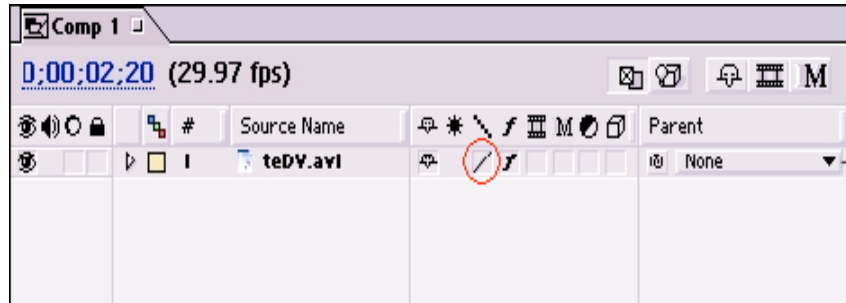 Comp 1
0;00;02;20 (29.97 fps)
M
# Source Name f M Parent
1 teDV.avi f None